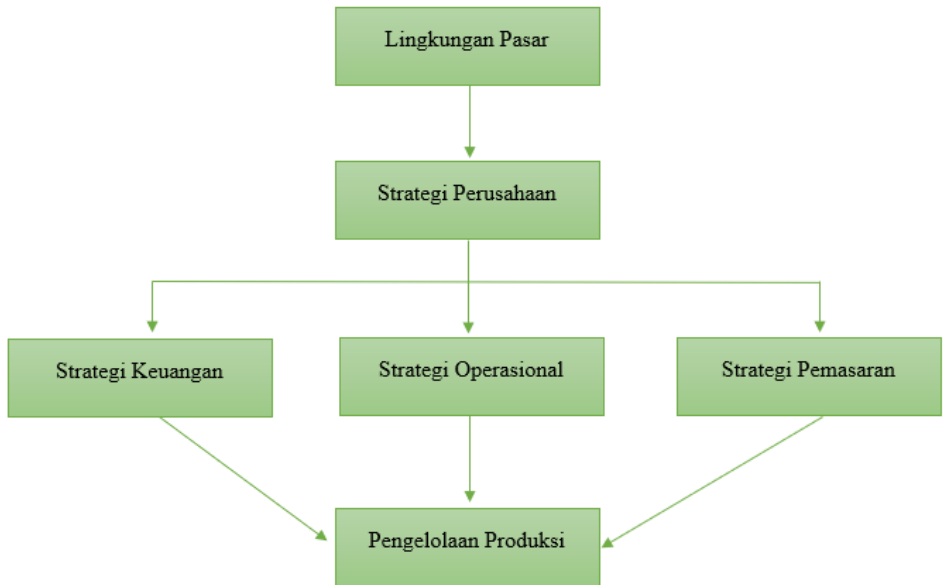 Lingkungan Pasar
Strategi Perusahaan
Strategi Keuangan
Strategi Operasional
Strategi Pemasaran
Pengelolaan Produksi